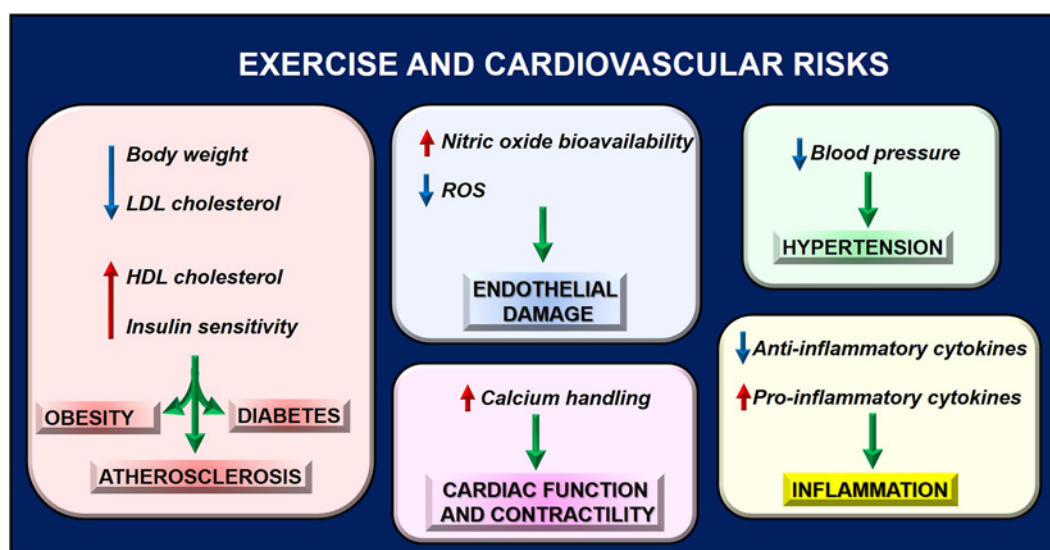 EXERCISE AND CARDIOVASCULAR RISKS
Body weight
LDL cholesterol
HDL cholesterol
Insulin sensitivity
OBESITY
DIABETES
ATHEROSCLEROSIS
Nitric oxide bioavailability
ROS
ENDOTHELIAL
DAMAGE
Calcium handling
CARDIAC FUNCTION
AND CONTRACTILITY
Blood pressure
HYPERTENSION
Anti-inflammatory cytokines
Pro-inflammatory cytokines
INFLAMMATION